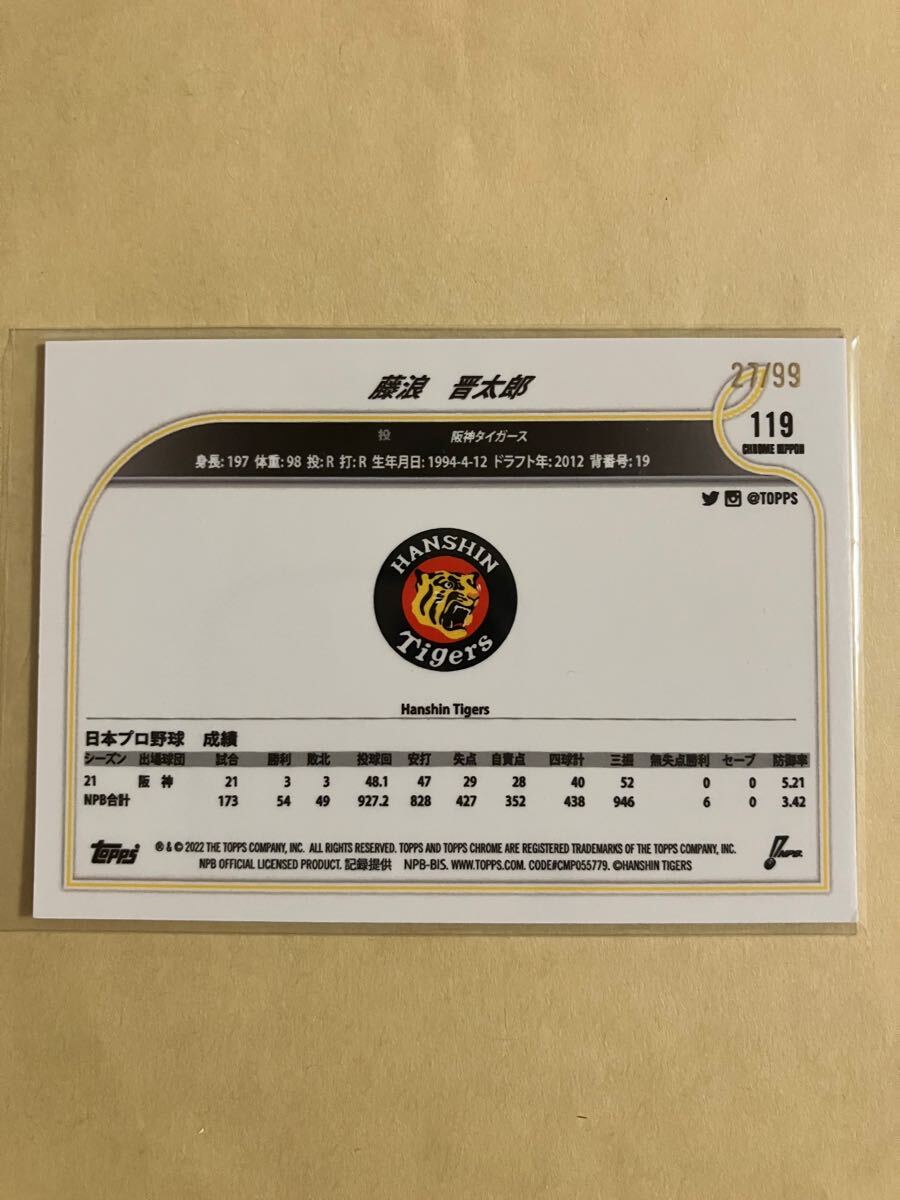 藤浪 晋太郎
27/99
119
CHROME NIPPON
投 阪神タイガース
身長: 197 体重: 98 投: R 打: R 生年月日: 1994-4-12 ドラフト年: 2012 背番号: 19
@TOPPS
HANSHIN
Tigers
Hanshin Tigers
日本プロ野球 成績
シーズン 出場球団 試合 勝利 敗北 投球回 安打 失点 自責点 四球計 三振 無失点勝利 セーブ 防御率
21 阪神 21 3 3 48.1 47 29 28 40 52 0 0 5.21
NPB合計 173 54 49 927.2 828 427 352 438 946 6 0 3.42
Topps
® & © 2022 THE TOPPS COMPANY, INC. ALL RIGHTS RESERVED. TOPPS AND TOPPS CHROME ARE REGISTERED TRADEMARKS OF THE TOPPS COMPANY, INC.
NPB OFFICIAL LICENSED PRODUCT. 記録提供 NPB-BIS. WWW.TOPPS.COM. CODE#CMP055779. ©HANSHIN TIGERS
NPB.